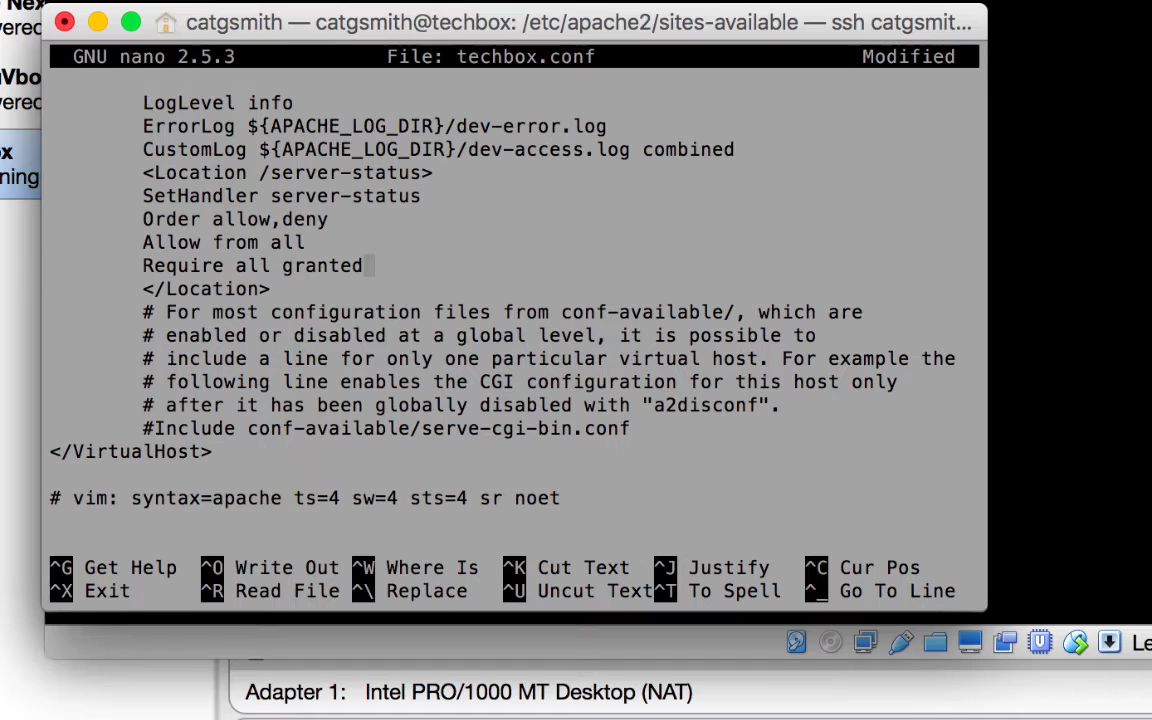 catgsmith — catgsmith@techbox: /etc/apache2/sites-available — ssh catgsmit...
GNU nano 2.5.3 File: techbox.conf Modified
LogLevel info
ErrorLog ${APACHE_LOG_DIR}/dev-error.log
CustomLog ${APACHE_LOG_DIR}/dev-access.log combined
<Location /server-status>
SetHandler server-status
Order allow,deny
Allow from all
Require all granted
</Location>
# For most configuration files from conf-available/, which are
# enabled or disabled at a global level, it is possible to
# include a line for only one particular virtual host. For example the
# following line enables the CGI configuration for this host only
# after it has been globally disabled with "a2disconf".
#Include conf-available/serve-cgi-bin.conf
</VirtualHost>
# vim: syntax=apache ts=4 sw=4 sts=4 sr noet
^G Get Help ^O Write Out ^W Where Is ^K Cut Text ^J Justify ^C Cur Pos
^X Exit ^R Read File ^\ Replace ^U Uncut Text ^T To Spell ^_ Go To Line
Le
Adapter 1: Intel PRO/1000 MT Desktop (NAT)